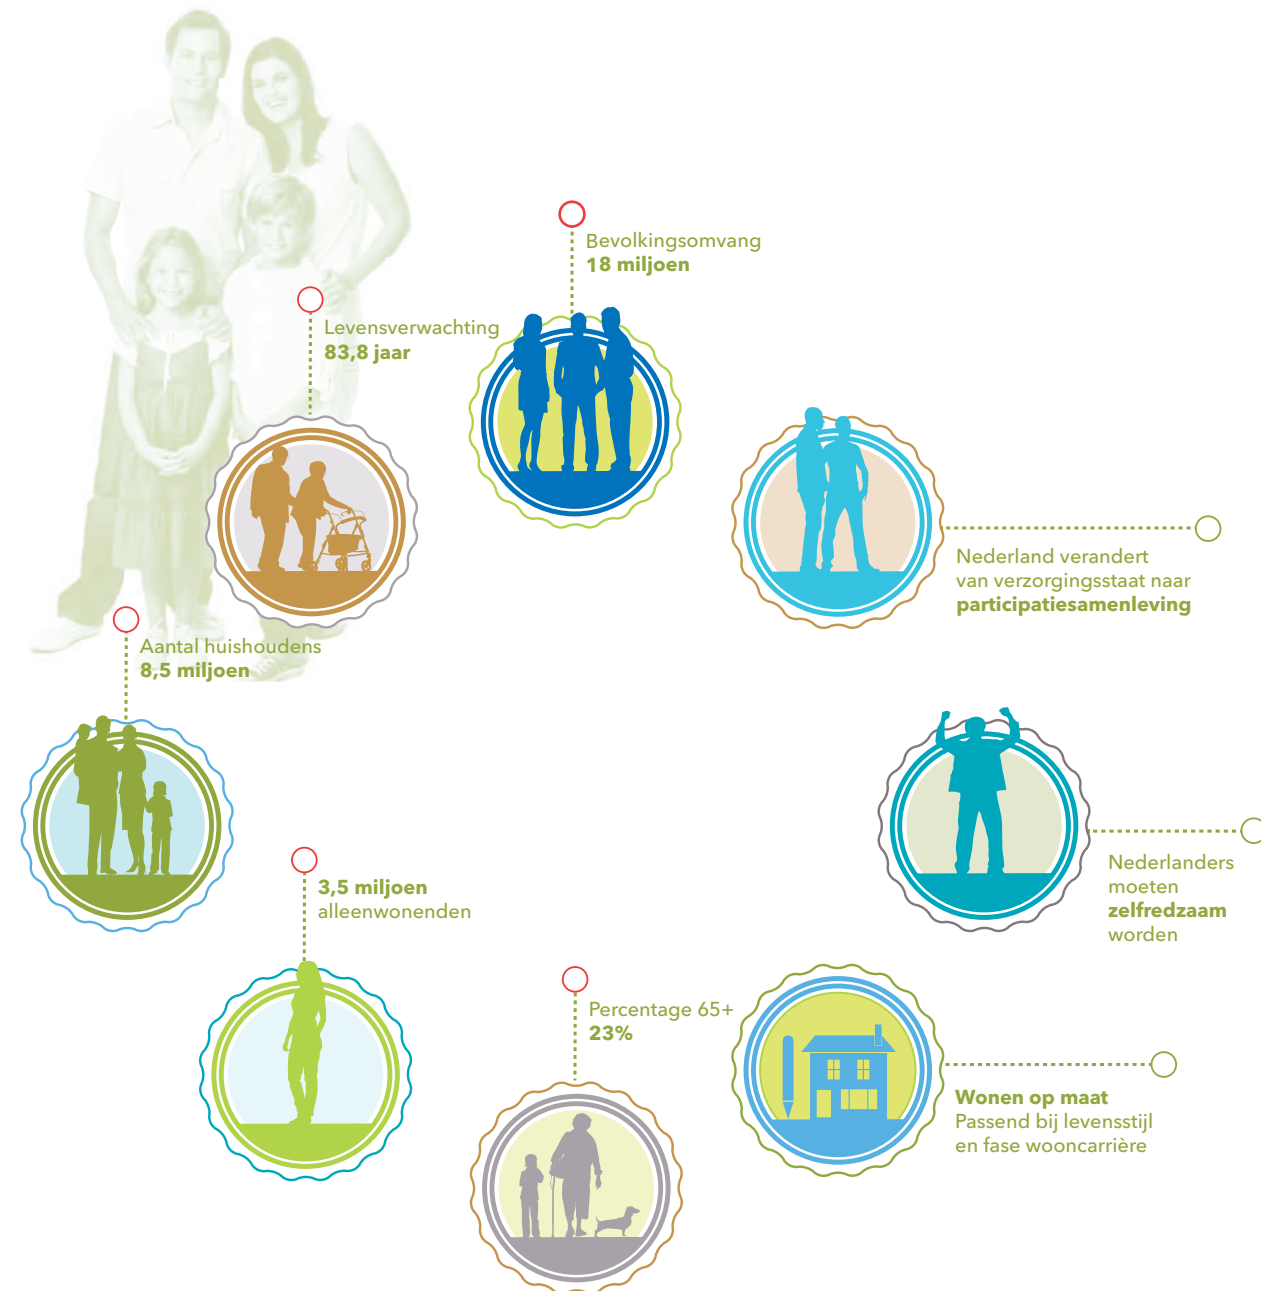 Bevolkingsomvang
18 miljoen
Levensverwachting
83,8 jaar
Nederland verandert
van verzorgingsstaat naar
participatiesamenleving
Aantal huishoudens
8,5 miljoen
Nederlanders
moeten
zelfredzaam
worden
3,5 miljoen
alleenwonenden
Percentage 65+
23%
Wonen op maat
Passend bij levensstijl
en fase wooncarrière